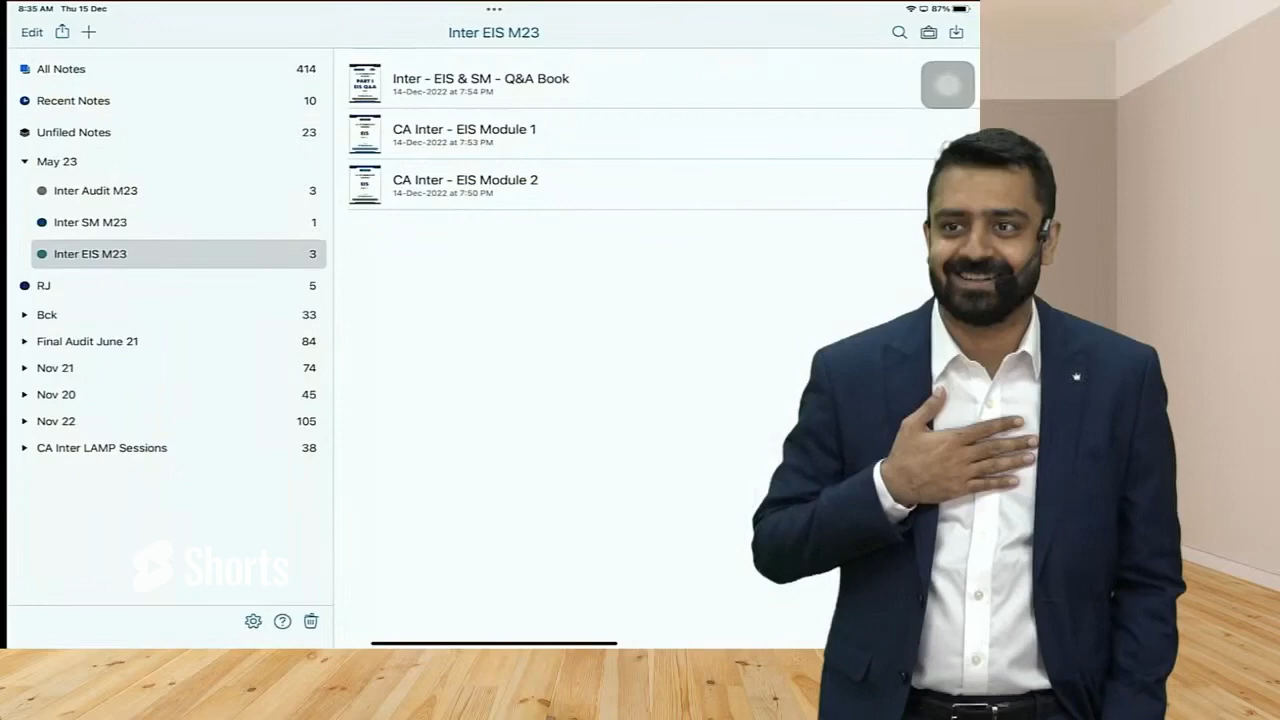 8:35 AM Thu 15 Dec
87%
Edit
Inter EIS M23
All Notes 414
Recent Notes 10
Unfiled Notes 23
May 23
Inter Audit M23 3
Inter SM M23 1
Inter EIS M23 3
RJ 5
Bck 33
Final Audit June 21 84
Nov 21 74
Nov 20 45
Nov 22 105
CA Inter LAMP Sessions 38
Shorts
PART I
EIS Q&A
Inter - EIS & SM - Q&A Book
14-Dec-2022 at 7:54 PM
EIS
CA Inter - EIS Module 1
14-Dec-2022 at 7:53 PM
EIS
CA Inter - EIS Module 2
14-Dec-2022 at 7:50 PM